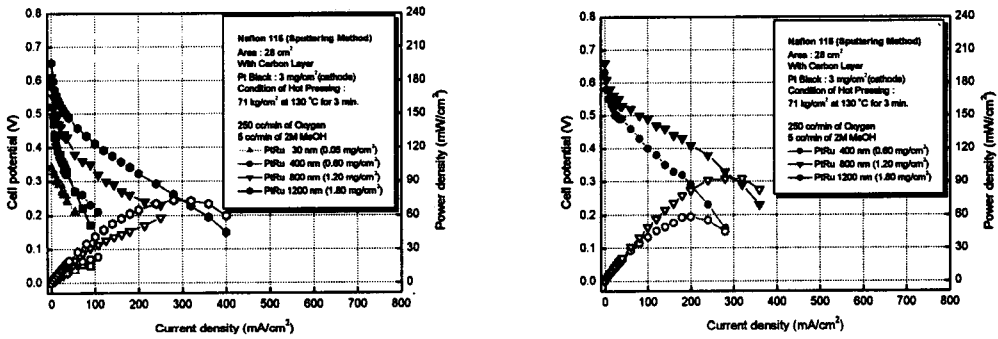 0.8
0.7
0.6
0.5
0.4
0.3
0.2
0.1
0.0
Cell potential (V)
0 100 200 300 400 500 600 700 800
Current density (mA/cm²)
240
210
180
150
120
90
60
30
0
Power density (mW/cm²)
Nafion 115 (Sputtering Method)
Area : 28 cm²
With Carbon Layer
Pt Black : 3 mg/cm² (cathode)
Condition of Hot Pressing :
71 kg/cm² at 130 °C for 3 min.
250 cc/min of Oxygen
5 cc/min of 2M MeOH
PtRu 30 nm (0.05 mg/cm²)
PtRu 400 nm (0.60 mg/cm²)
PtRu 800 nm (1.20 mg/cm²)
PtRu 1200 nm (1.80 mg/cm²)
0.8
0.7
0.6
0.5
0.4
0.3
0.2
0.1
0.0
Cell potential (V)
0 100 200 300 400 500 600 700 800
Current density (mA/cm²)
240
210
180
150
120
90
60
30
0
Power density (mW/cm²)
Nafion 115 (Sputtering Method)
Area : 28 cm²
With Carbon Layer
Pt Black : 3 mg/cm² (cathode)
Condition of Hot Pressing :
71 kg/cm² at 130 °C for 3 min.
250 cc/min of Oxygen
5 cc/min of 2M MeOH
PtRu 400 nm (0.60 mg/cm²)
PtRu 800 nm (1.20 mg/cm²)
PtRu 1200 nm (1.80 mg/cm²)